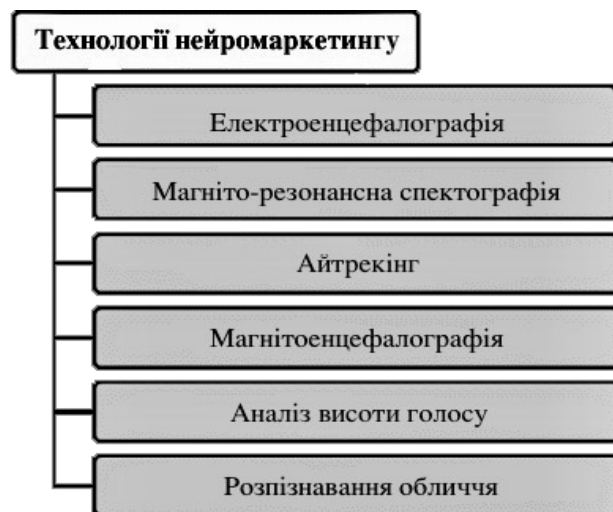 Технології нейромаркетингу
Електроенцефалографія
Магніто-резонансна спектографія
Айтрекінг
Магнітоенцефалографія
Аналіз висоти голосу
Розпізнавання обличчя